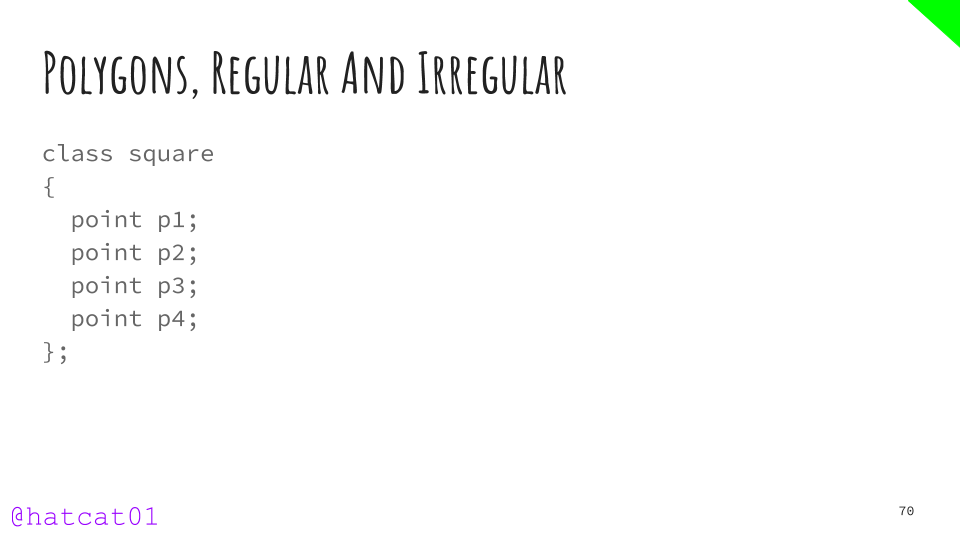 Polygons, Regular And Irregular
class square
{
  point p1;
  point p2;
  point p3;
  point p4;
};
@hatcat01
70